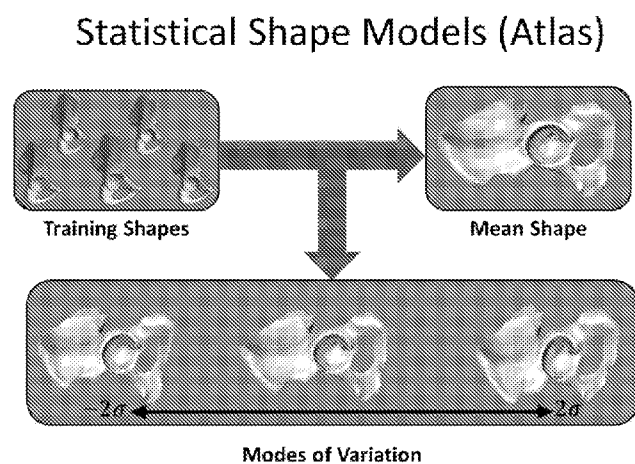 Statistical Shape Models (Atlas)
Training Shapes
Mean Shape
−2σ
2σ
Modes of Variation